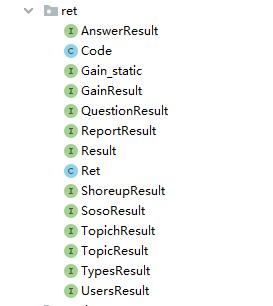 ret
AnswerResult
Code
Gain_static
GainResult
QuestionResult
ReportResult
Result
Ret
ShoreupResult
SosoResult
TopichResult
TopicResult
TypesResult
UsersResult